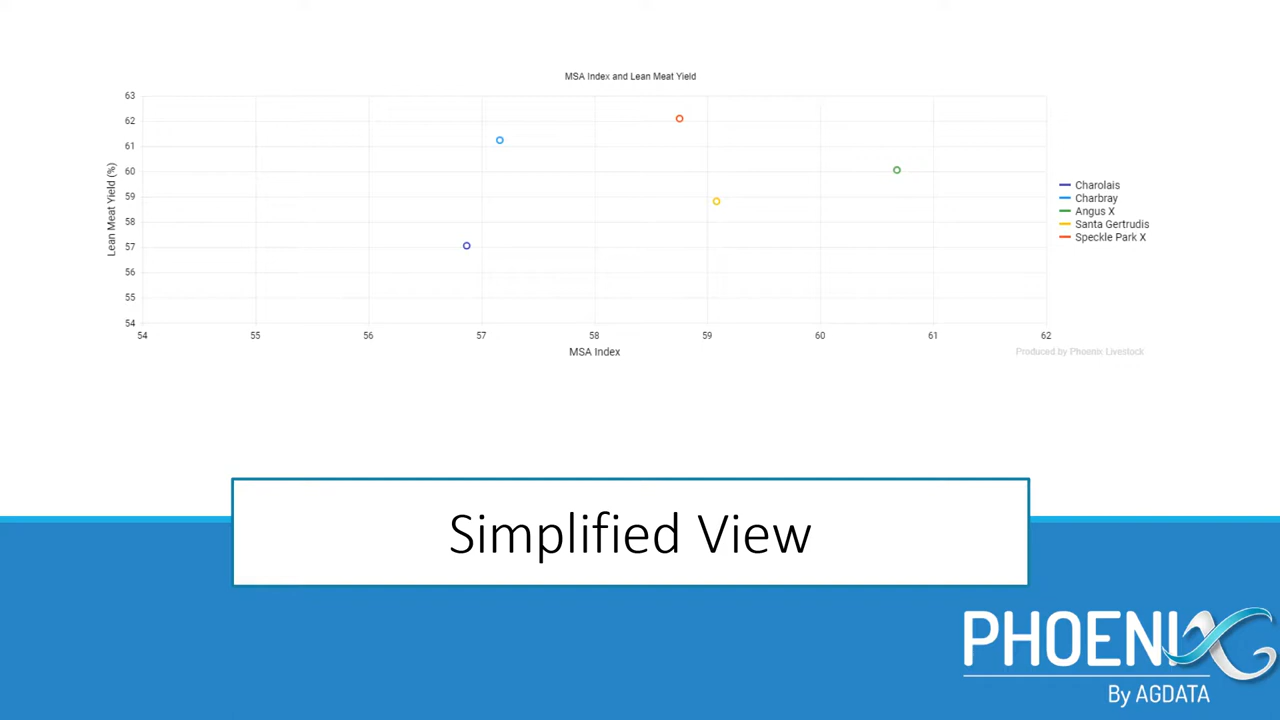 MSA Index and Lean Meat Yield
63
62
61
60
59
58
57
56
55
54
Lean Meat Yield (%)
54 55 56 57 58 59 60 61 62
MSA Index
Charolais
Charbray
Angus X
Santa Gertrudis
Speckle Park X
Produced by Phoenix Livestock
Simplified View
PHOENIX
By AGDATA